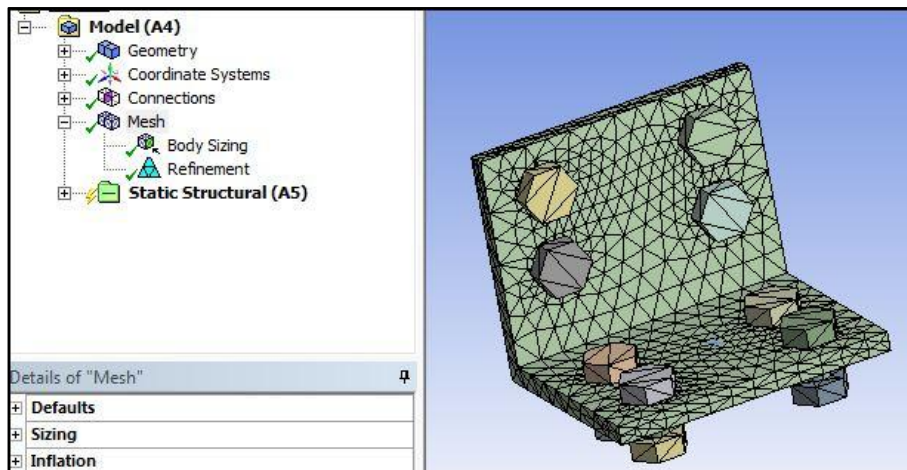 Model (A4)
Geometry
Coordinate Systems
Connections
Mesh
Body Sizing
Refinement
Static Structural (A5)
Details of "Mesh"
Defaults
Sizing
Inflation